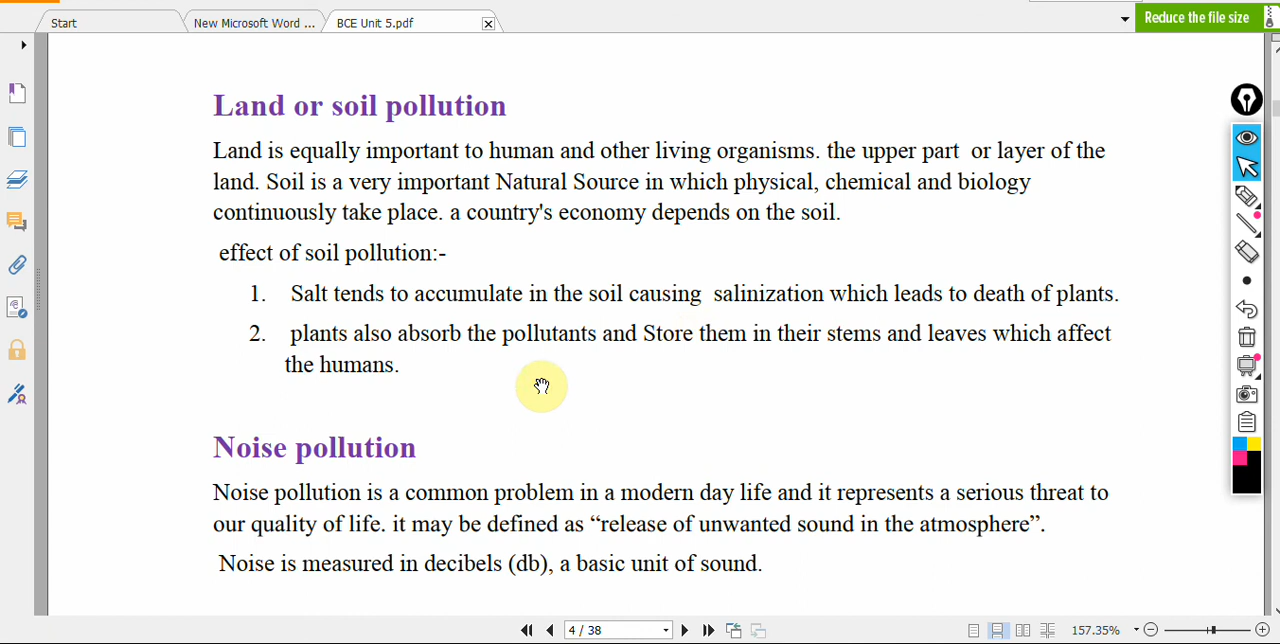 Start
New Microsoft Word ...
BCE Unit 5.pdf
Reduce the file size
Land or soil pollution
Land is equally important to human and other living organisms. the upper part or layer of the
land. Soil is a very important Natural Source in which physical, chemical and biology
continuously take place. a country's economy depends on the soil.
effect of soil pollution:-
1. Salt tends to accumulate in the soil causing salinization which leads to death of plants.
2. plants also absorb the pollutants and Store them in their stems and leaves which affect
the humans.
Noise pollution
Noise pollution is a common problem in a modern day life and it represents a serious threat to
our quality of life. it may be defined as “release of unwanted sound in the atmosphere”.
Noise is measured in decibels (db), a basic unit of sound.
4 / 38
157.35%